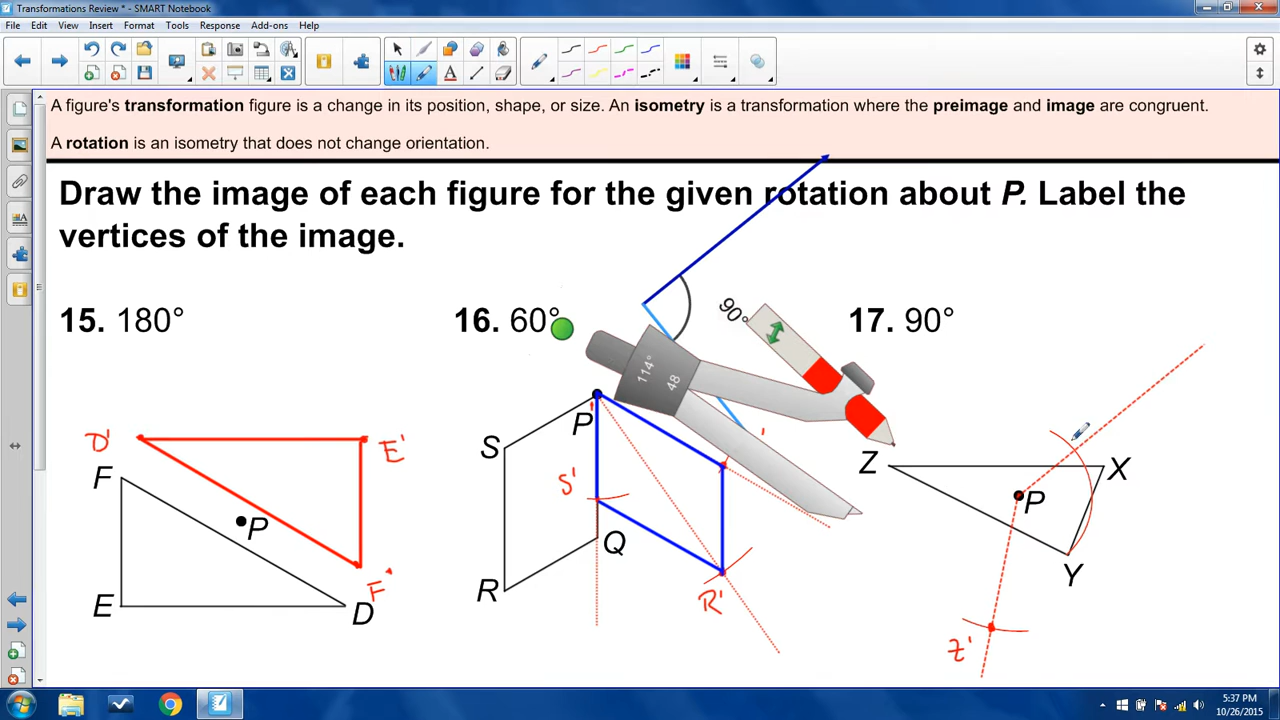 Transformations Review * - SMART Notebook
File Edit View Insert Format Tools Response Add-ons Help
A figure's transformation figure is a change in its position, shape, or size. An isometry is a transformation where the preimage and image are congruent.
A rotation is an isometry that does not change orientation.
Draw the image of each figure for the given rotation about P. Label the
vertices of the image.
15. 180°
16. 60°
90°
17. 90°
114°
48
D'
E'
F
P
E
D
F'
S
P'
S'
Q
R
R'
Z
X
P
Y
Z'
5:37 PM
10/26/2015